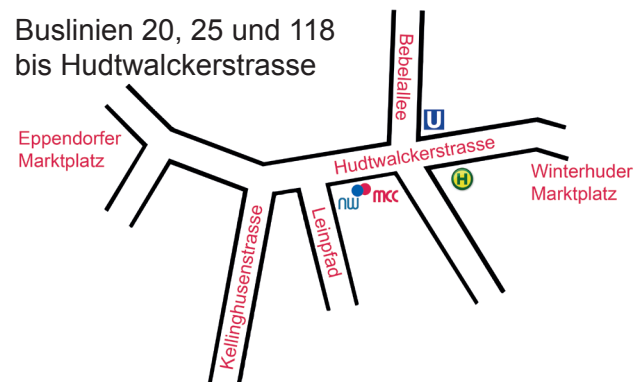 Buslinien 20, 25 und 118
bis Hudtwalckerstrasse
Bebelallee
U
Eppendorfer
Marktplatz
Hudtwalckerstrasse
Winterhuder
Marktplatz
H
nw mcc
Leinpfad
Kellinghusenstrasse